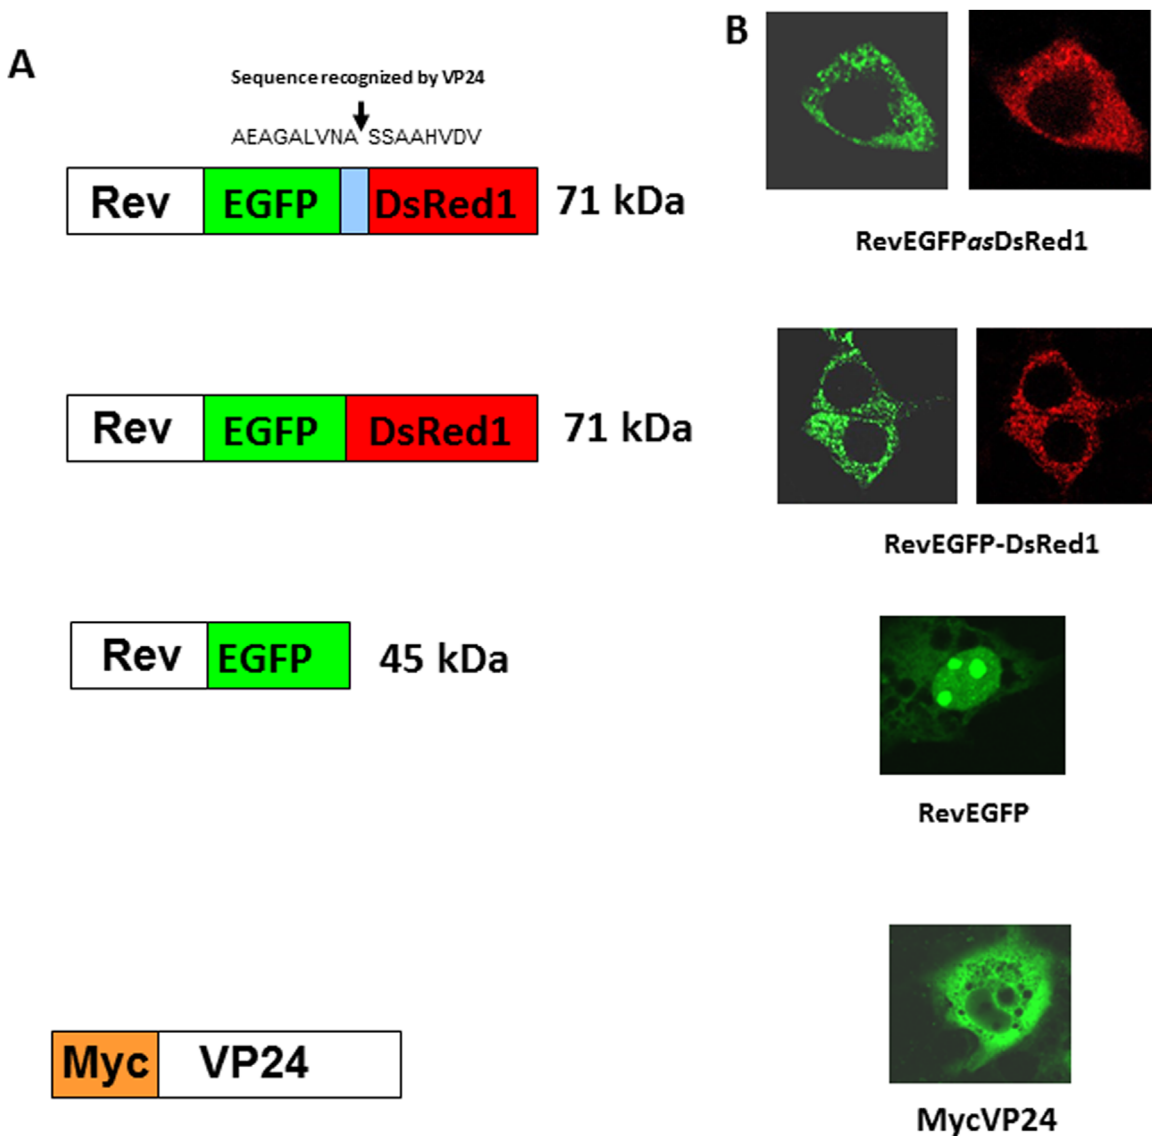 A
Sequence recognized by VP24
AEAGALVNA SSAAHVDV
Rev EGFP DsRed1 71 kDa
Rev EGFP DsRed1 71 kDa
Rev EGFP 45 kDa
Myc VP24
B
RevEGFPasDsRed1
RevEGFP-DsRed1
RevEGFP
MycVP24